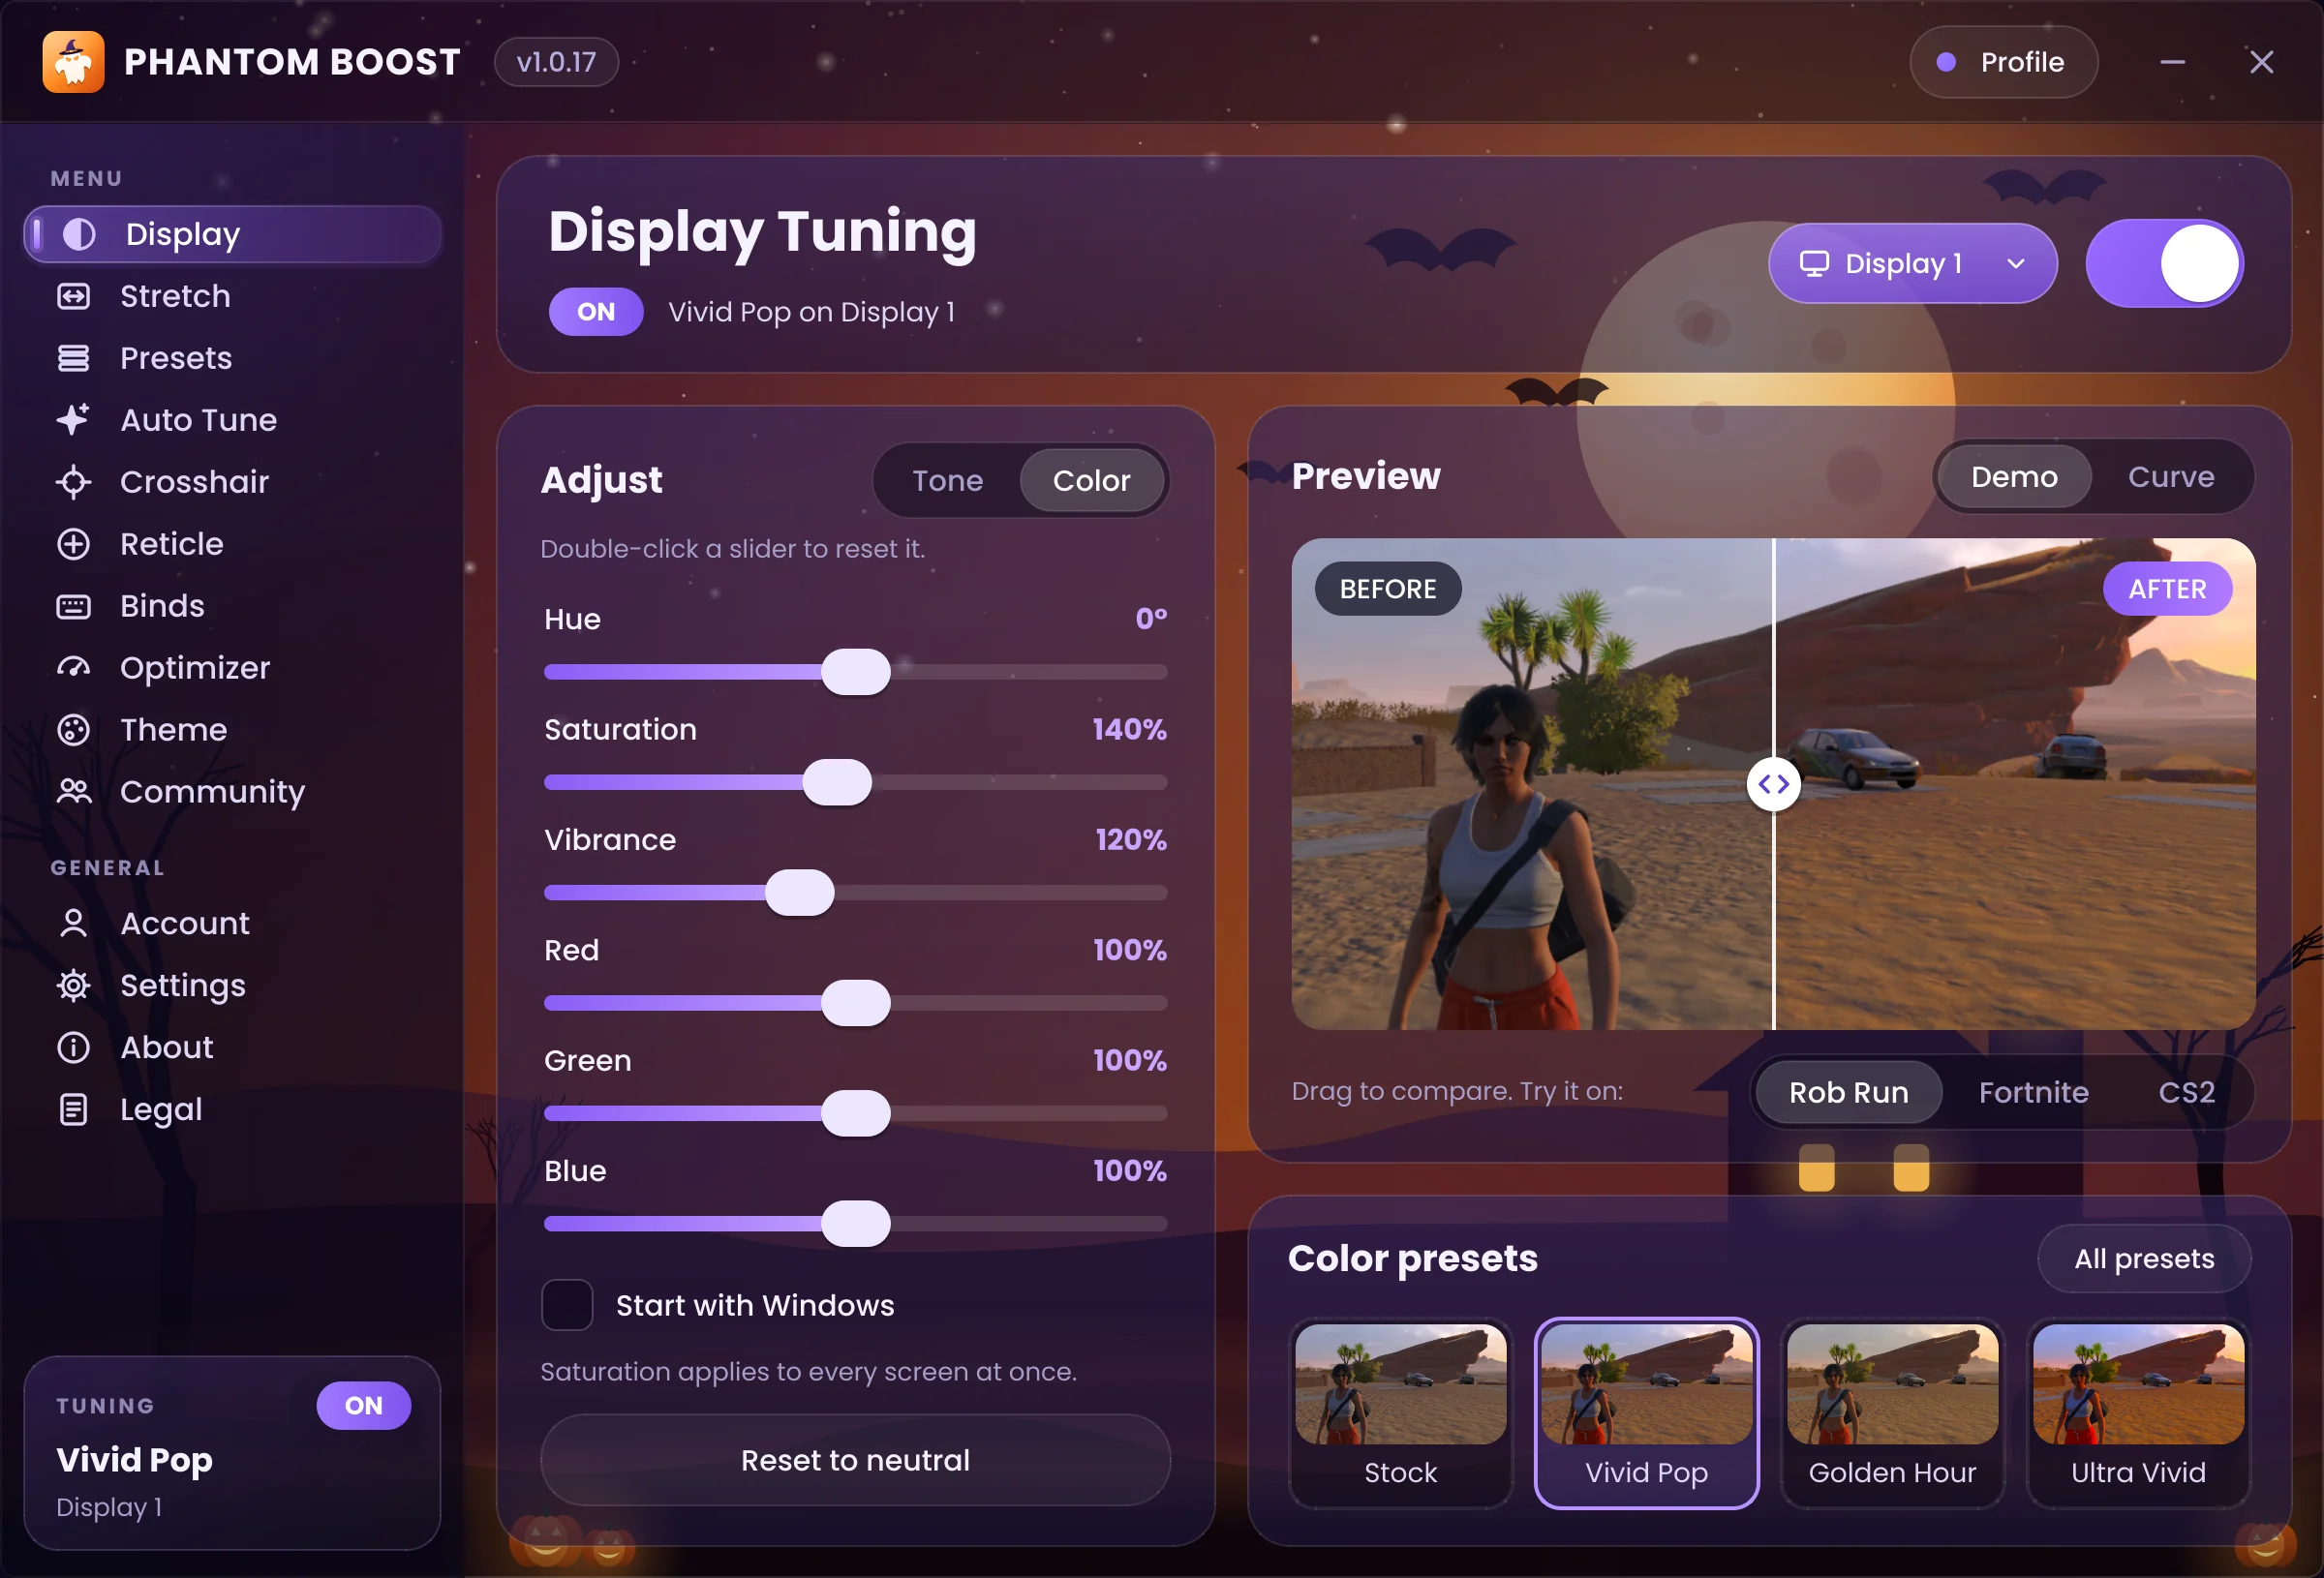 PHANTOM BOOST v1.0.17
Profile
MENU
Display
Stretch
Presets
Auto Tune
Crosshair
Reticle
Binds
Optimizer
Theme
Community
GENERAL
Account
Settings
About
Legal
TUNING ON
Vivid Pop
Display 1
Display Tuning
ON Vivid Pop on Display 1
Display 1
Adjust
Tone Color
Double-click a slider to reset it.
Hue 0°
Saturation 140%
Vibrance 120%
Red 100%
Green 100%
Blue 100%
Start with Windows
Saturation applies to every screen at once.
Reset to neutral
Preview
Demo Curve
BEFORE AFTER
Drag to compare. Try it on:
Rob Run Fortnite CS2
Color presets
All presets
Stock
Vivid Pop
Golden Hour
Ultra Vivid